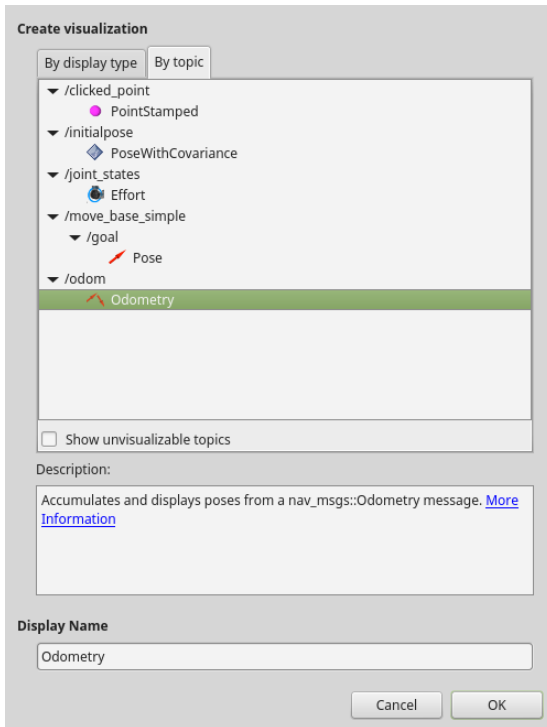 Create visualization
By display type By topic
/clicked_point
PointStamped
/initialpose
PoseWithCovariance
/joint_states
Effort
/move_base_simple
/goal
Pose
/odom
Odometry
Show unvisualizable topics
Description:
Accumulates and displays poses from a nav_msgs::Odometry message. More
Information
Display Name
Odometry
Cancel OK